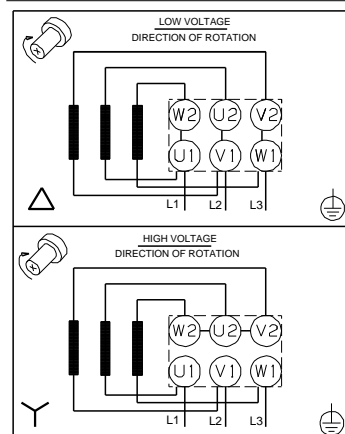 LOW VOLTAGE
DIRECTION OF ROTATION
W2 U2 V2
U1 V1 W1
L1 L2 L3
HIGH VOLTAGE
DIRECTION OF ROTATION
W2 U2 V2
U1 V1 W1
L1 L2 L3